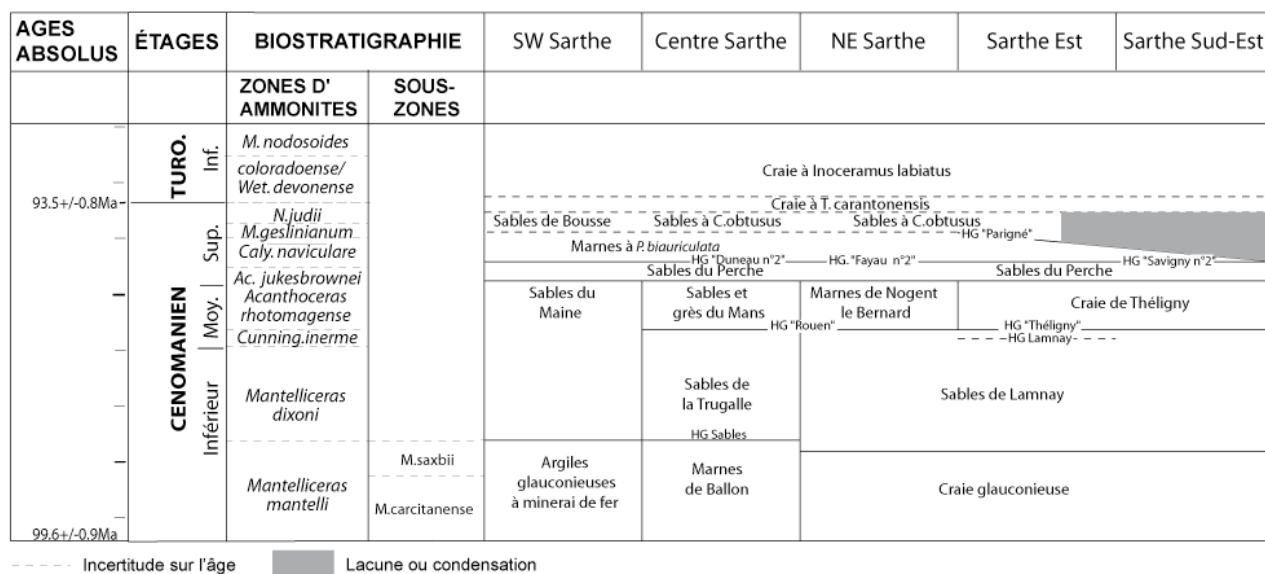 AGES ABSOLUS
ÉTAGES
BIOSTRATIGRAPHIE
SW Sarthe
Centre Sarthe
NE Sarthe
Sarthe Est
Sarthe Sud-Est
ZONES D'
AMMONITES
SOUS-
ZONES
TURO.
Inf.
M. nodosoides
coloradoense/
Wet. devonense
Craie à Inoceramus labiatus
93.5+/-0.8Ma
Craie à T. carantonensis
CENOMANIEN
Sup.
N.judii
M.geslinianum
Caly. naviculare
Sables de Bousse
Sables à C.obtusus
Sables à C.obtusus
HG "Parigné"
Marnes à P. biauriculata
HG "Duneau n°2"
HG. "Fayau n°2"
HG "Savigny n°2"
Sables du Perche
Sables du Perche
Moy.
Ac. jukesbrownei
Acanthoceras
rhotomagense
Cunning.inerme
Sables du
Maine
Sables et
grès du Mans
Marnes de Nogent
le Bernard
Craie de Théligny
HG "Rouen"
HG "Théligny"
HG Lamnay
Inférieur
Mantelliceras
dixoni
Sables de
la Trugalle
Sables de Lamnay
HG Sables
Mantelliceras
mantelli
M.saxbii
M.carcitanense
Argiles
glauconieuses
à minerai de fer
Marnes
de Ballon
Craie glauconieuse
99.6+/-0.9Ma
Incertitude sur l'âge
Lacune ou condensation